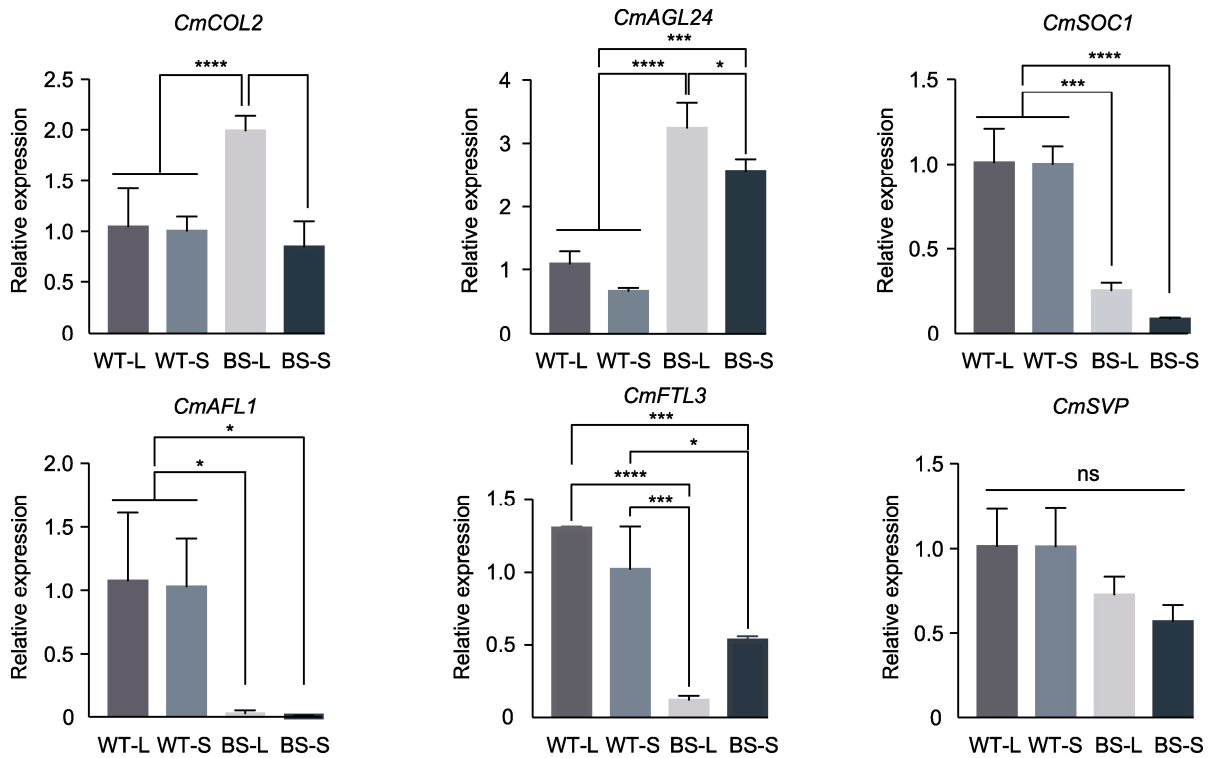 CmCOL2
****
Relative expression
2.5
2.0
1.5
1.0
0.5
0
WT-L WT-S BS-L BS-S
CmAGL24
***
**** *
Relative expression
4
3
2
1
0
WT-L WT-S BS-L BS-S
CmSOC1
****
***
Relative expression
1.5
1.0
0.5
0
WT-L WT-S BS-L BS-S
CmAFL1
*
*
Relative expression
2.0
1.5
1.0
0.5
0
WT-L WT-S BS-L BS-S
CmFTL3
***
*
****
***
Relative expression
1.5
1.0
0.5
0
WT-L WT-S BS-L BS-S
CmSVP
ns
Relative expression
1.5
1.0
0.5
0
WT-L WT-S BS-L BS-S